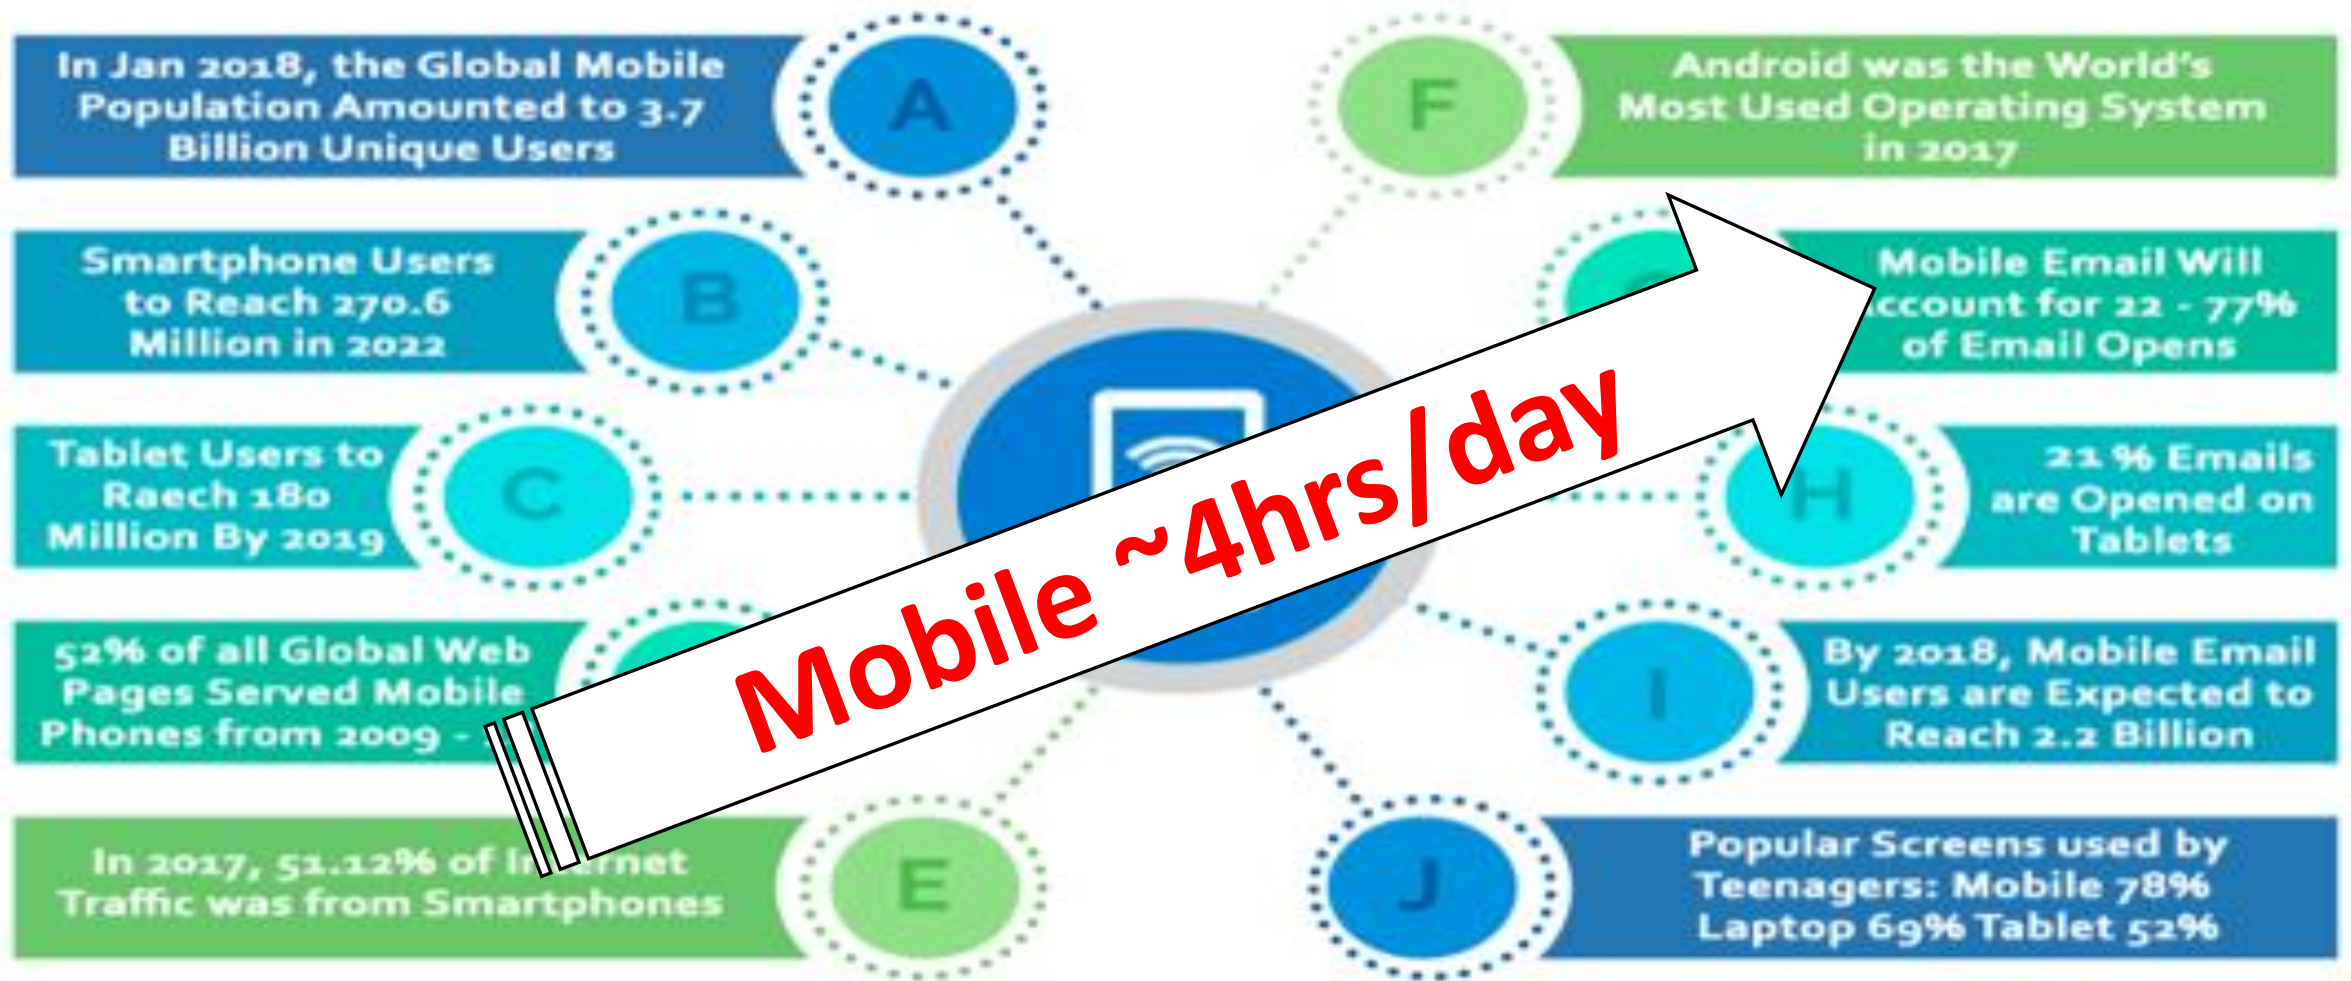 In Jan 2018, the Global Mobile
Population Amounted to 3.7
Billion Unique Users
A
Smartphone Users
to Reach 270.6
Million in 2022
B
Tablet Users to
Raech 180
Million By 2019
C
52% of all Global Web
Pages Served Mobile
Phones from 2009 -
In 2017, 51.12% of
Traffic was from Smartphones
E
F
Android was the World's
Most Used Operating System
in 2017
Mobile Email Will
for 22 - 77%
of Email Opens
H
21 % Emails
are Opened on
Tablets
I
By 2018, Mobile Email
Users are Expected to
Reach 2.2 Billion
J
Popular Screens used by
Teenagers: Mobile 78%
Laptop 69% Tablet 52%
Mobile ~4hrs/day